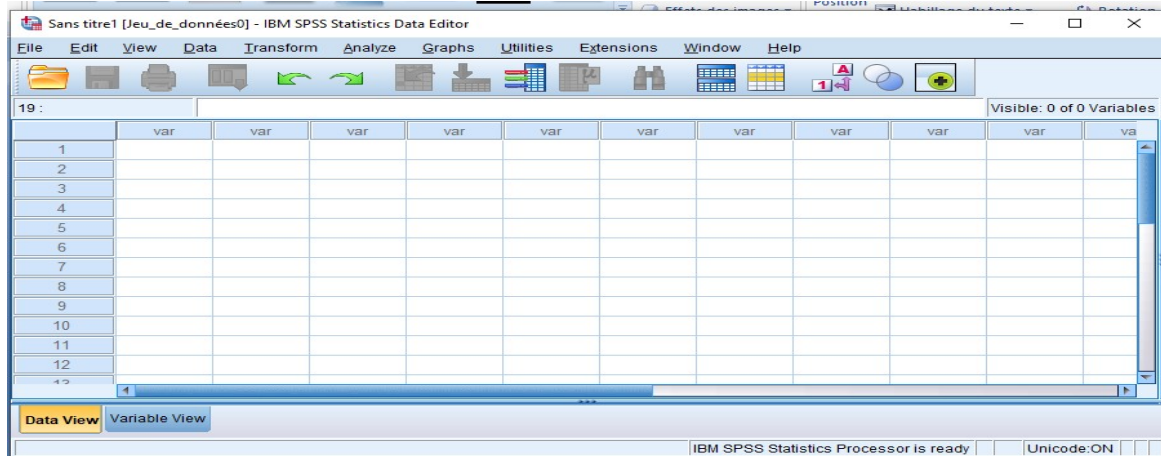 Effets des images
Position
Habillage du texte
Rotation
Sans titre1 [Jeu_de_données0] - IBM SPSS Statistics Data Editor
File Edit View Data Transform Analyze Graphs Utilities Extensions Window Help
19 :
Visible: 0 of 0 Variables
var var var var var var var var var var va
1
2
3
4
5
6
7
8
9
10
11
12
13
Data View Variable View
IBM SPSS Statistics Processor is ready Unicode:ON